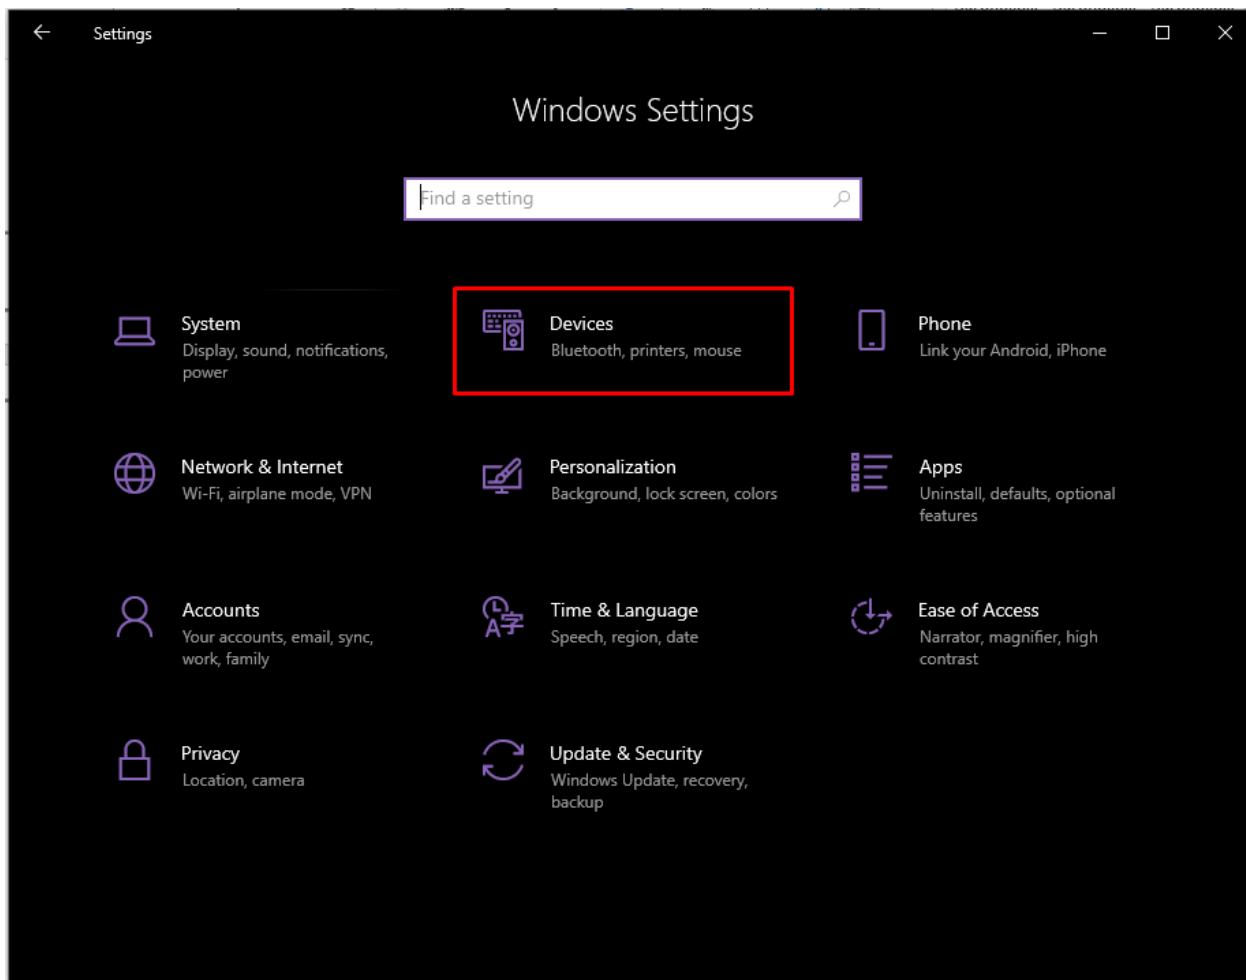 Settings
Windows Settings
Find a setting
System
Display, sound, notifications,
power
Devices
Bluetooth, printers, mouse
Phone
Link your Android, iPhone
Network & Internet
Wi-Fi, airplane mode, VPN
Personalization
Background, lock screen, colors
Apps
Uninstall, defaults, optional
features
Accounts
Your accounts, email, sync,
work, family
Time & Language
Speech, region, date
Ease of Access
Narrator, magnifier, high
contrast
Privacy
Location, camera
Update & Security
Windows Update, recovery,
backup